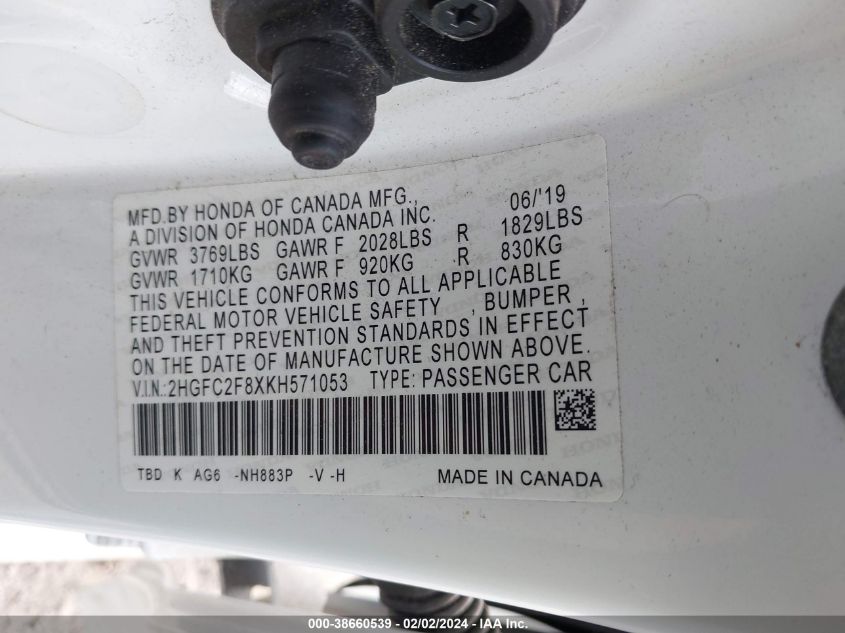 MFD.BY HONDA OF CANADA MFG., 06/'19
A DIVISION OF HONDA CANADA INC.
GVWR 3769LBS GAWR F 2028LBS R 1829LBS
GVWR 1710KG GAWR F 920KG R 830KG
THIS VEHICLE CONFORMS TO ALL APPLICABLE
FEDERAL MOTOR VEHICLE SAFETY , BUMPER ,
AND THEFT PREVENTION STANDARDS IN EFFECT
ON THE DATE OF MANUFACTURE SHOWN ABOVE.
V.I.N.:2HGFC2F8XKH571053 TYPE: PASSENGER CAR
TBD K AG6 -NH883P -V -H MADE IN CANADA
000-38660539 - 02/02/2024 - IAA Inc.